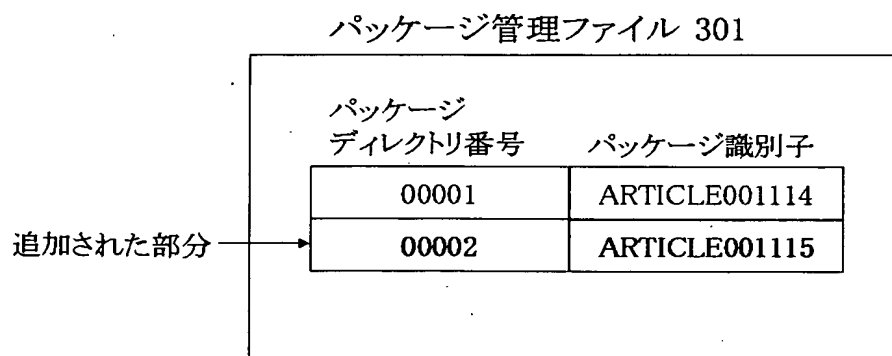 パッケージ管理ファイル 301
パッケージ
ディレクトリ番号
パッケージ識別子
00001
ARTICLE001114
追加された部分
00002
ARTICLE001115